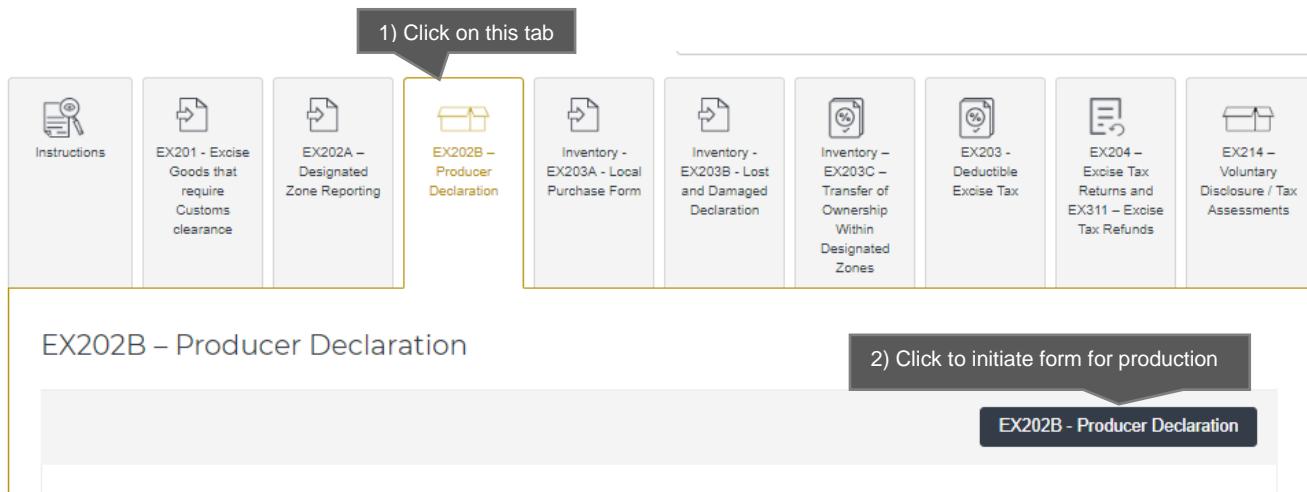 1) Click on this tab
Instructions
EX201 - Excise
Goods that
require
Customs
clearance
EX202A –
Designated
Zone Reporting
EX202B –
Producer
Declaration
Inventory -
EX203A - Local
Purchase Form
Inventory -
EX203B - Lost
and Damaged
Declaration
Inventory –
EX203C –
Transfer of
Ownership
Within
Designated
Zones
EX203 -
Deductible
Excise Tax
EX204 –
Excise Tax
Returns and
EX311 – Excise
Tax Refunds
EX214 –
Voluntary
Disclosure / Tax
Assessments
EX202B – Producer Declaration
2) Click to initiate form for production
EX202B - Producer Declaration